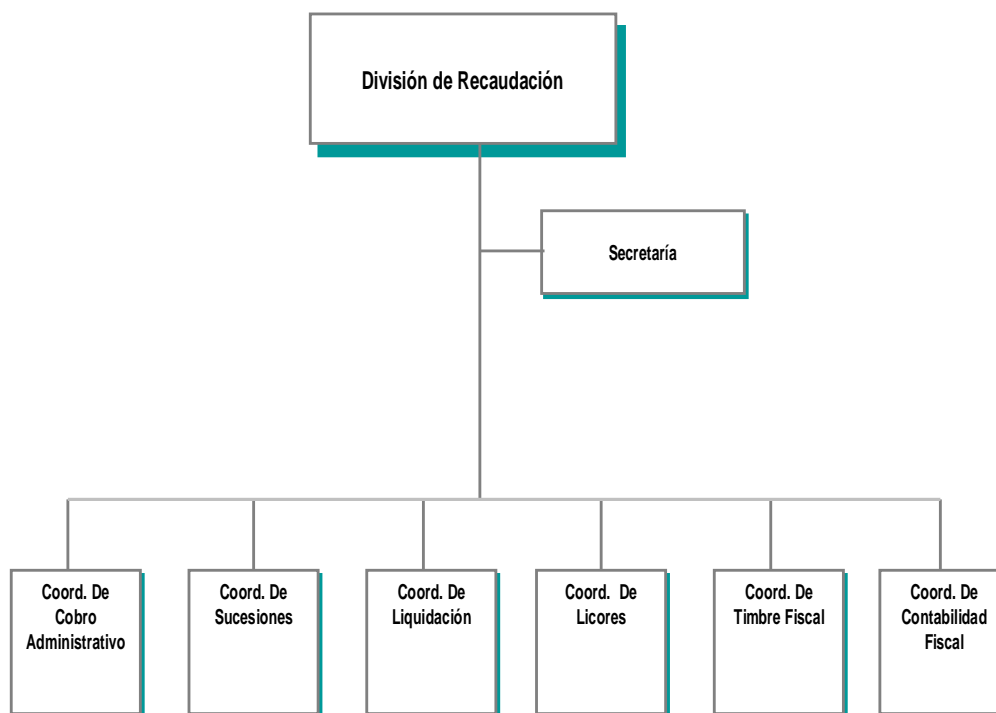 División de Recaudación
Secretaría
Coord. De
Cobro
Administrativo
Coord. De
Sucesiones
Coord. De
Liquidación
Coord. De
Licores
Coord. De
Timbre Fiscal
Coord. De
Contabilidad
Fiscal